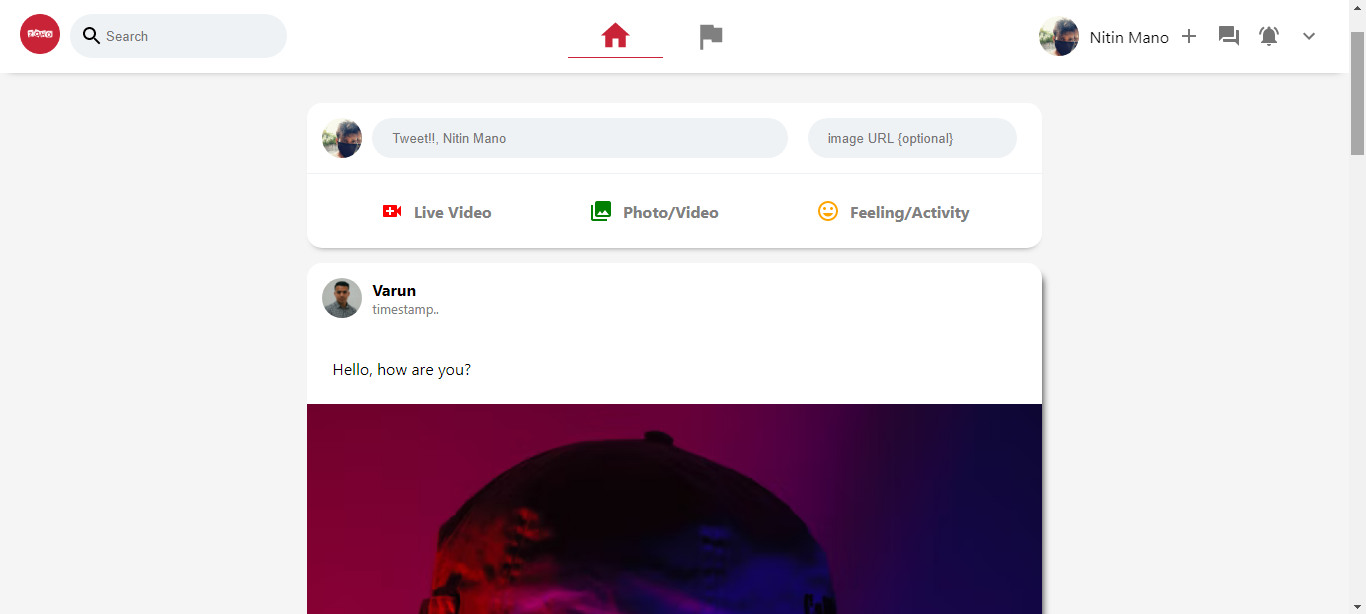 Search
Nitin Mano
Tweet!!, Nitin Mano
image URL {optional}
Live Video
Photo/Video
Feeling/Activity
Varun
timestamp..
Hello, how are you?